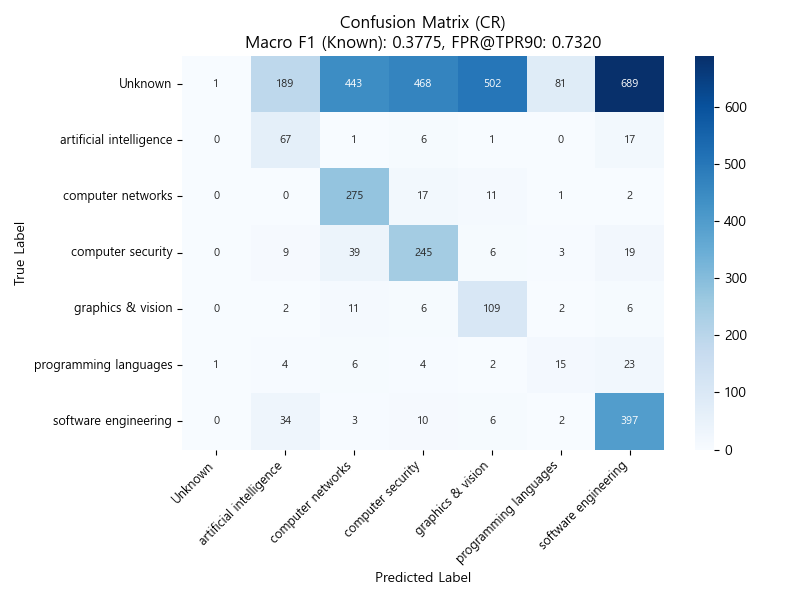 Confusion Matrix (CR)
Macro F1 (Known): 0.3775, FPR@TPR90: 0.7320
Unknown 1 189 443 468 502 81 689
artificial intelligence 0 67 1 6 1 0 17
computer networks 0 0 275 17 11 1 2
computer security 0 9 39 245 6 3 19
graphics & vision 0 2 11 6 109 2 6
programming languages 1 4 6 4 2 15 23
software engineering 0 34 3 10 6 2 397
True Label
Unknown
artificial intelligence
computer networks
computer security
graphics & vision
programming languages
software engineering
Predicted Label
600
500
400
300
200
100
0